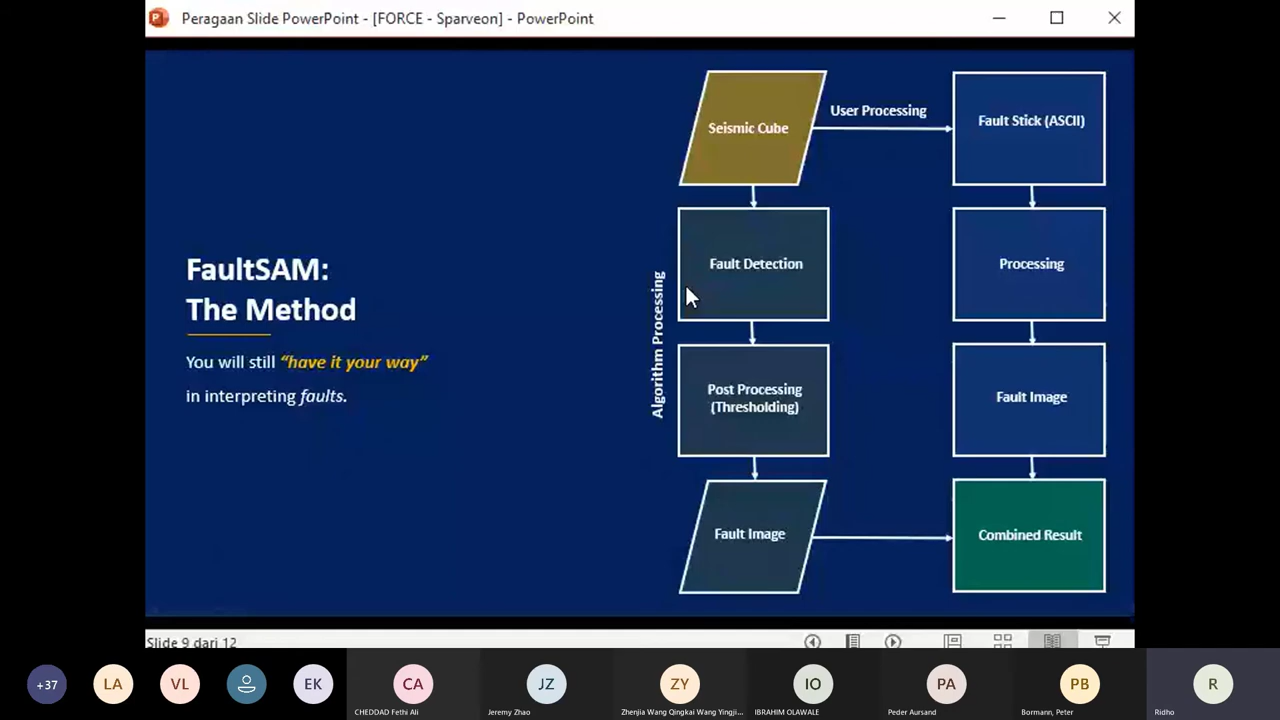 Peragaan Slide PowerPoint - [FORCE - Sparveon] - PowerPoint
FaultSAM:
The Method
You will still “have it your way”
in interpreting faults.
Seismic Cube
User Processing
Fault Stick (ASCII)
Algorithm Processing
Fault Detection
Processing
Post Processing
(Thresholding)
Fault Image
Fault Image
Combined Result
Slide 9 dari 12
+37
LA
VL
EK
CA
CHEDDAD Fethi Ali
JZ
Jeremy Zhao
ZY
Zhenjia Wang Qingkai Wang Yingji...
IO
IBRAHIM OLAWALE
PA
Peder Aursand
PB
Bormann, Peter
R
Ridho